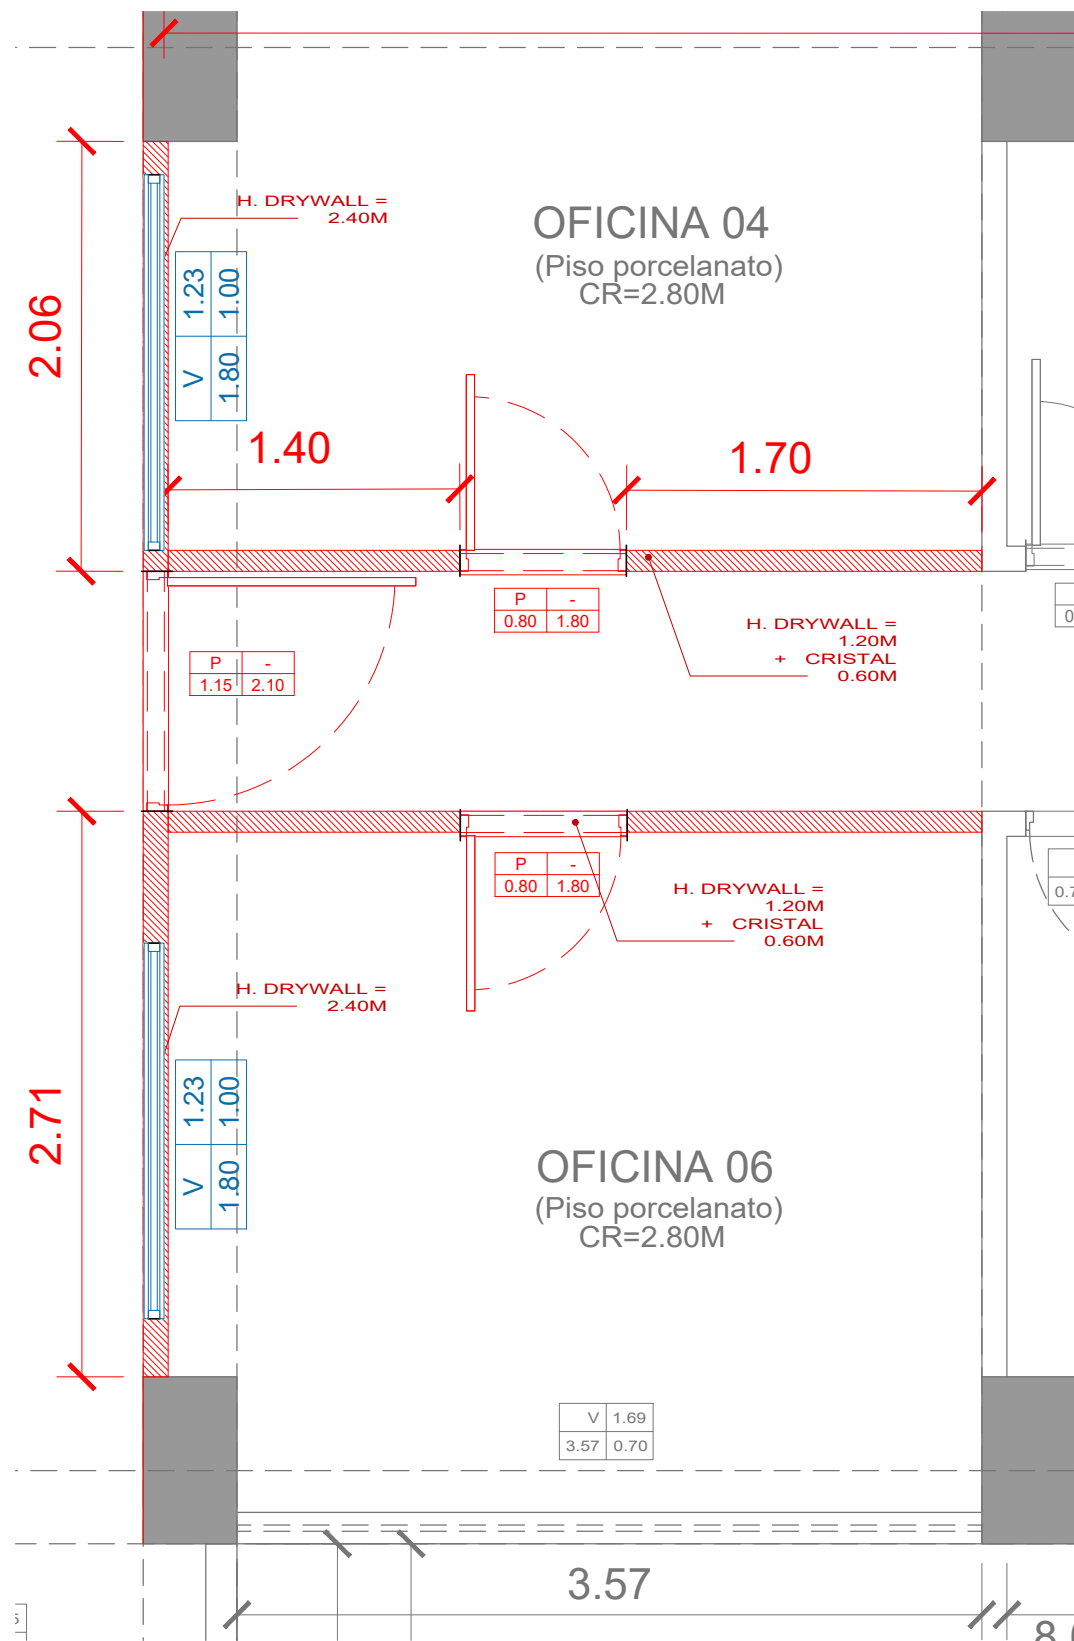 H. DRYWALL =
2.40M
OFICINA 04
(Piso porcelanato)
CR=2.80M
V 1.23
1.80 1.00
2.06
1.40
1.70
P -
0.80 1.80
H. DRYWALL =
1.20M
+ CRISTAL
0.60M
P -
1.15 2.10
P -
0.80 1.80
H. DRYWALL =
1.20M
+ CRISTAL
0.60M
H. DRYWALL =
2.40M
V 1.23
1.80 1.00
2.71
OFICINA 06
(Piso porcelanato)
CR=2.80M
V 1.69
3.57 0.70
3.57